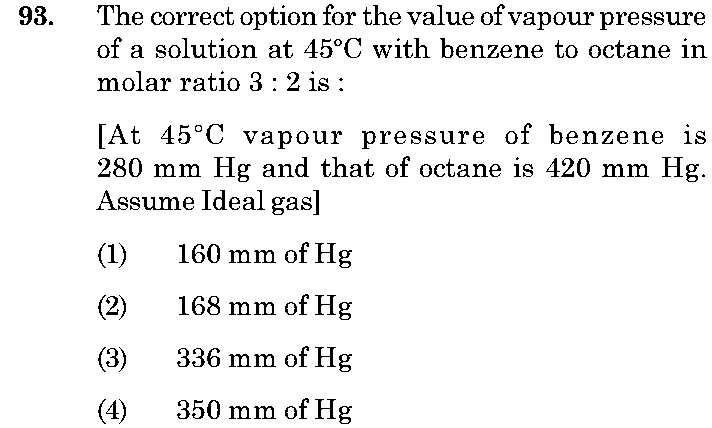 93. The correct option for the value of vapour pressure
of a solution at 45°C with benzene to octane in
molar ratio 3 : 2 is :
[At 45°C vapour pressure of benzene is
280 mm Hg and that of octane is 420 mm Hg.
Assume Ideal gas]
(1) 160 mm of Hg
(2) 168 mm of Hg
(3) 336 mm of Hg
(4) 350 mm of Hg